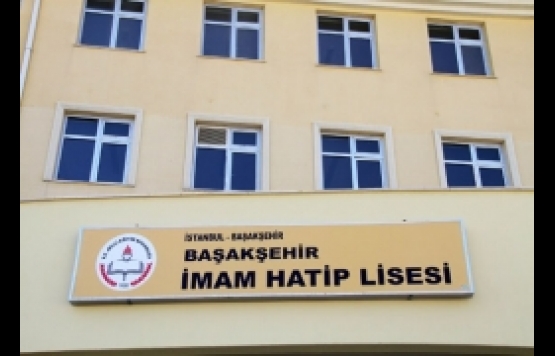 İSTANBUL - BAŞAKŞEHİR
BAŞAKŞEHİR
İMAM HATİP LİSESİ